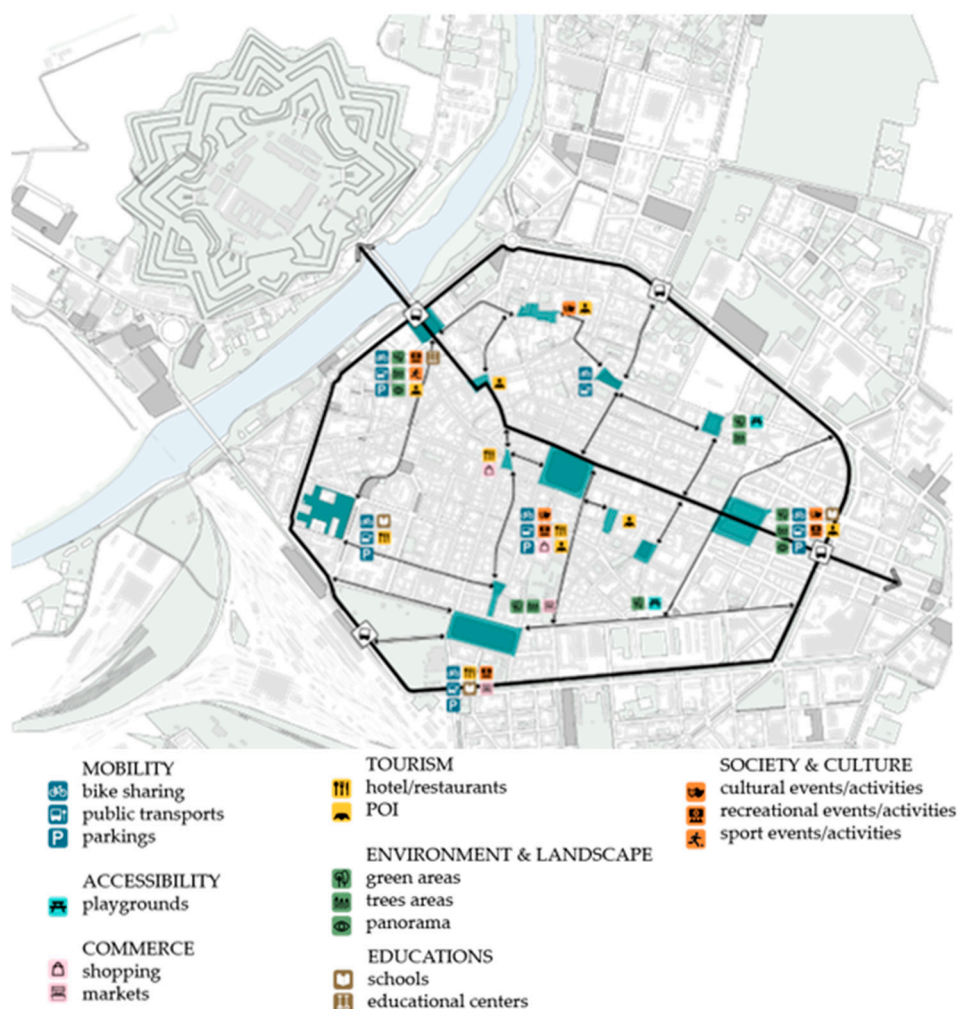 MOBILITY
bike sharing
public transports
P parkings
ACCESSIBILITY
playgrounds
COMMERCE
shopping
markets
TOURISM
hotel/restaurants
POI
ENVIRONMENT & LANDSCAPE
green areas
trees areas
panorama
EDUCATIONS
schools
educational centers
SOCIETY & CULTURE
cultural events/activities
recreational events/activities
sport events/activities
P
P
P
P
P